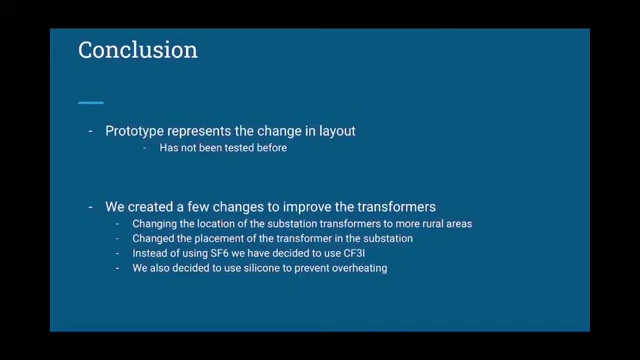 Conclusion
- Prototype represents the change in layout
- Has not been tested before
- We created a few changes to improve the transformers
- Changing the location of the substation transformers to more rural areas
- Changed the placement of the transformer in the substation
- Instead of using SF6 we have decided to use CF3I
- We also decided to use silicone to prevent overheating